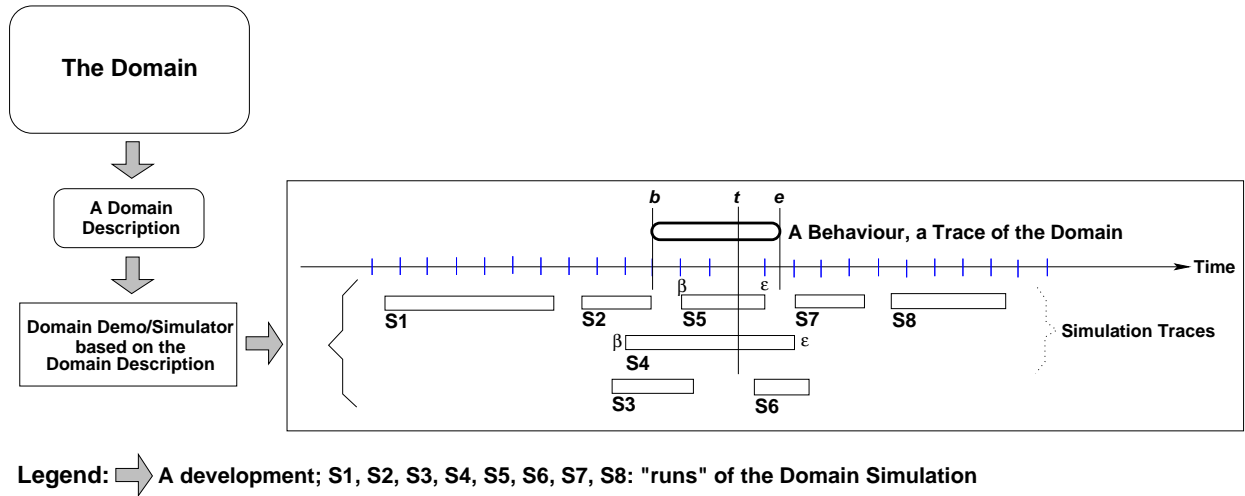 The Domain
A Domain
Description
Domain Demo/Simulator
based on the
Domain Description
b t e
A Behaviour, a Trace of the Domain
Time
β ε
S1 S2 S5 S7 S8
Simulation Traces
β ε
S4
S3 S6
Legend: A development; S1, S2, S3, S4, S5, S6, S7, S8: "runs" of the Domain Simulation